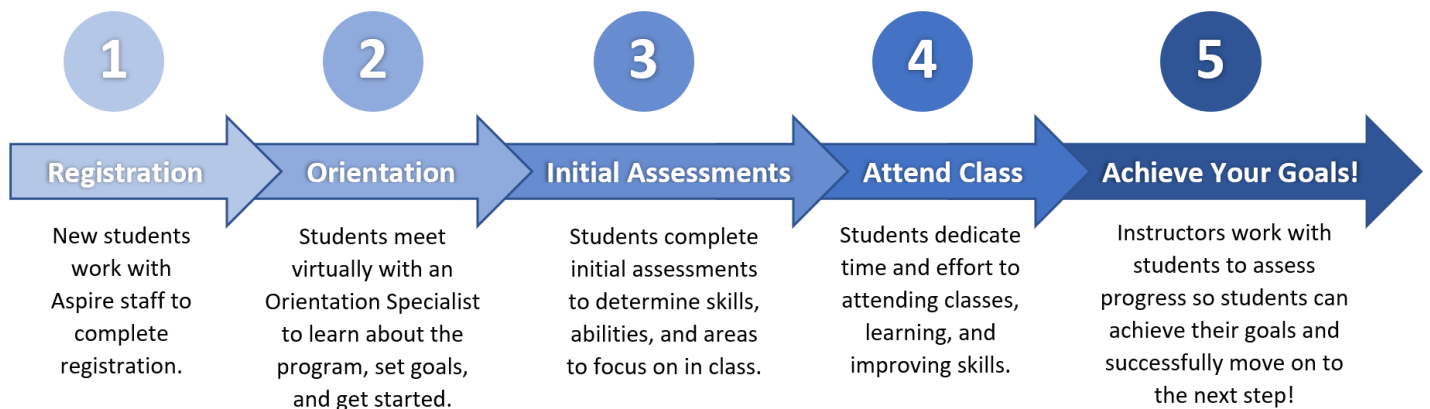 1
Registration
New students
work with
Aspire staff to
complete
registration.
2
Orientation
Students meet
virtually with an
Orientation Specialist
to learn about the
program, set goals,
and get started.
3
Initial Assessments
Students complete
initial assessments
to determine skills,
abilities, and areas
to focus on in class.
4
Attend Class
Students dedicate
time and effort to
attending classes,
learning, and
improving skills.
5
Achieve Your Goals!
Instructors work with
students to assess
progress so students can
achieve their goals and
successfully move on to
the next step!